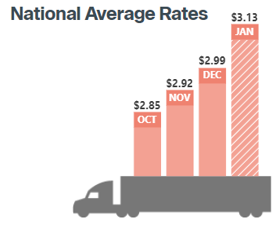 National Average Rates
$2.85
OCT
$2.92
NOV
$2.99
DEC
$3.13
JAN